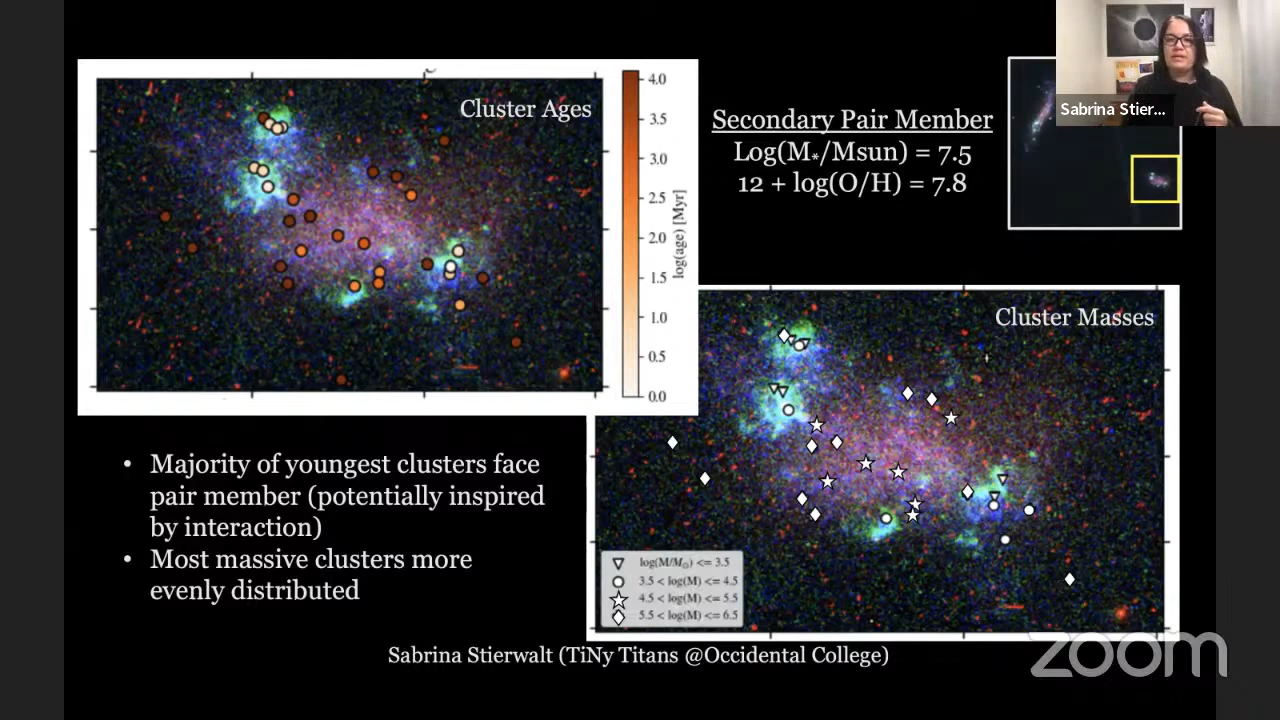 Cluster Ages
4.0
3.5
3.0
2.5
2.0
1.5
1.0
0.5
0.0
log(age) [Myr]
Secondary Pair Member
Log(M*/Msun) = 7.5
12 + log(O/H) = 7.8
Sabrina Stier...
Cluster Masses
log(M/M☉) <= 3.5
3.5 < log(M) <= 4.5
4.5 < log(M) <= 5.5
5.5 < log(M) <= 6.5
• Majority of youngest clusters face
pair member (potentially inspired
by interaction)
• Most massive clusters more
evenly distributed
Sabrina Stierwalt (TiNy Titans @Occidental College)
zoom